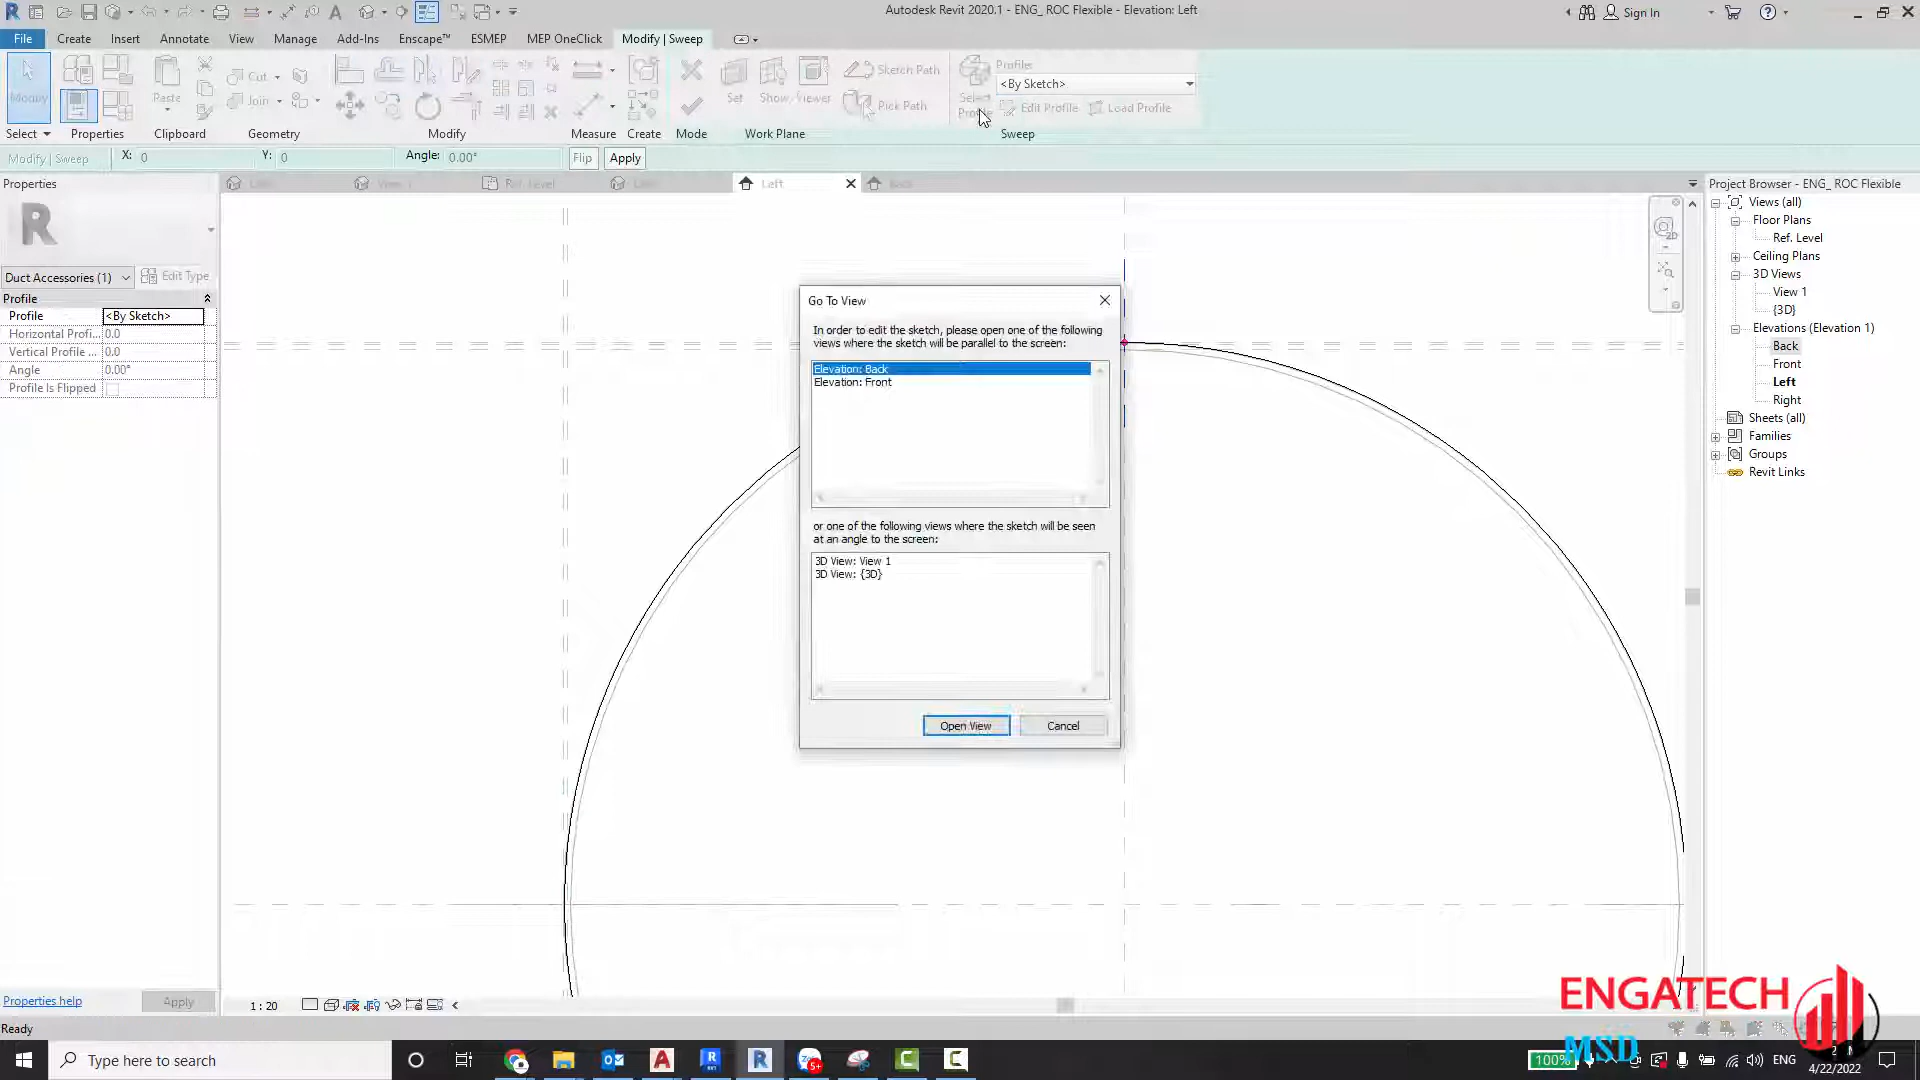 Autodesk Revit 2020.1 - ENG_ ROC Flexible - Elevation: Left
Sign In
File
Create
Insert
Annotate
View
Manage
Add-Ins
Enscape™
ESMEP
MEP OneClick
Modify | Sweep
Modify
Paste
Cut
Join
Set
Show
Viewer
Sketch Path
Pick Path
Select
Profile:
<By Sketch>
Edit Profile
Load Profile
Select
Properties
Clipboard
Geometry
Modify
Measure
Create
Mode
Work Plane
Sweep
Modify | Sweep
X: 0
Y: 0
Angle: 0.00°
Flip
Apply
Properties
Ref. Level
Left
Project Browser - ENG_ ROC Flexible
Duct Accessories (1)
Edit Type
Profile
Profile <By Sketch>
Horizontal Profi... 0.0
Vertical Profile ... 0.0
Angle 0.00°
Profile Is Flipped
Properties help
Apply
Go To View
In order to edit the sketch, please open one of the following
views where the sketch will be parallel to the screen:
Elevation: Back
Elevation: Front
or one of the following views where the sketch will be seen
at an angle to the screen:
3D View: View 1
3D View: {3D}
Open View
Cancel
Views (all)
Floor Plans
Ref. Level
Ceiling Plans
3D Views
View 1
{3D}
Elevations (Elevation 1)
Back
Front
Left
Right
Sheets (all)
Families
Groups
Revit Links
1 : 20
Ready
ENGATECH
MSD
Type here to search
100%
ENG
4/22/2022